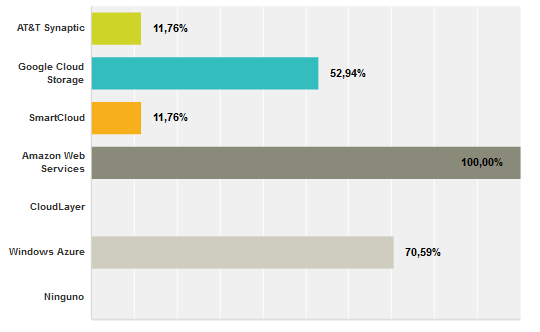 AT&T Synaptic
11,76%
Google Cloud
Storage
52,94%
SmartCloud
11,76%
Amazon Web
Services
100,00%
CloudLayer
Windows Azure
70,59%
Ninguno